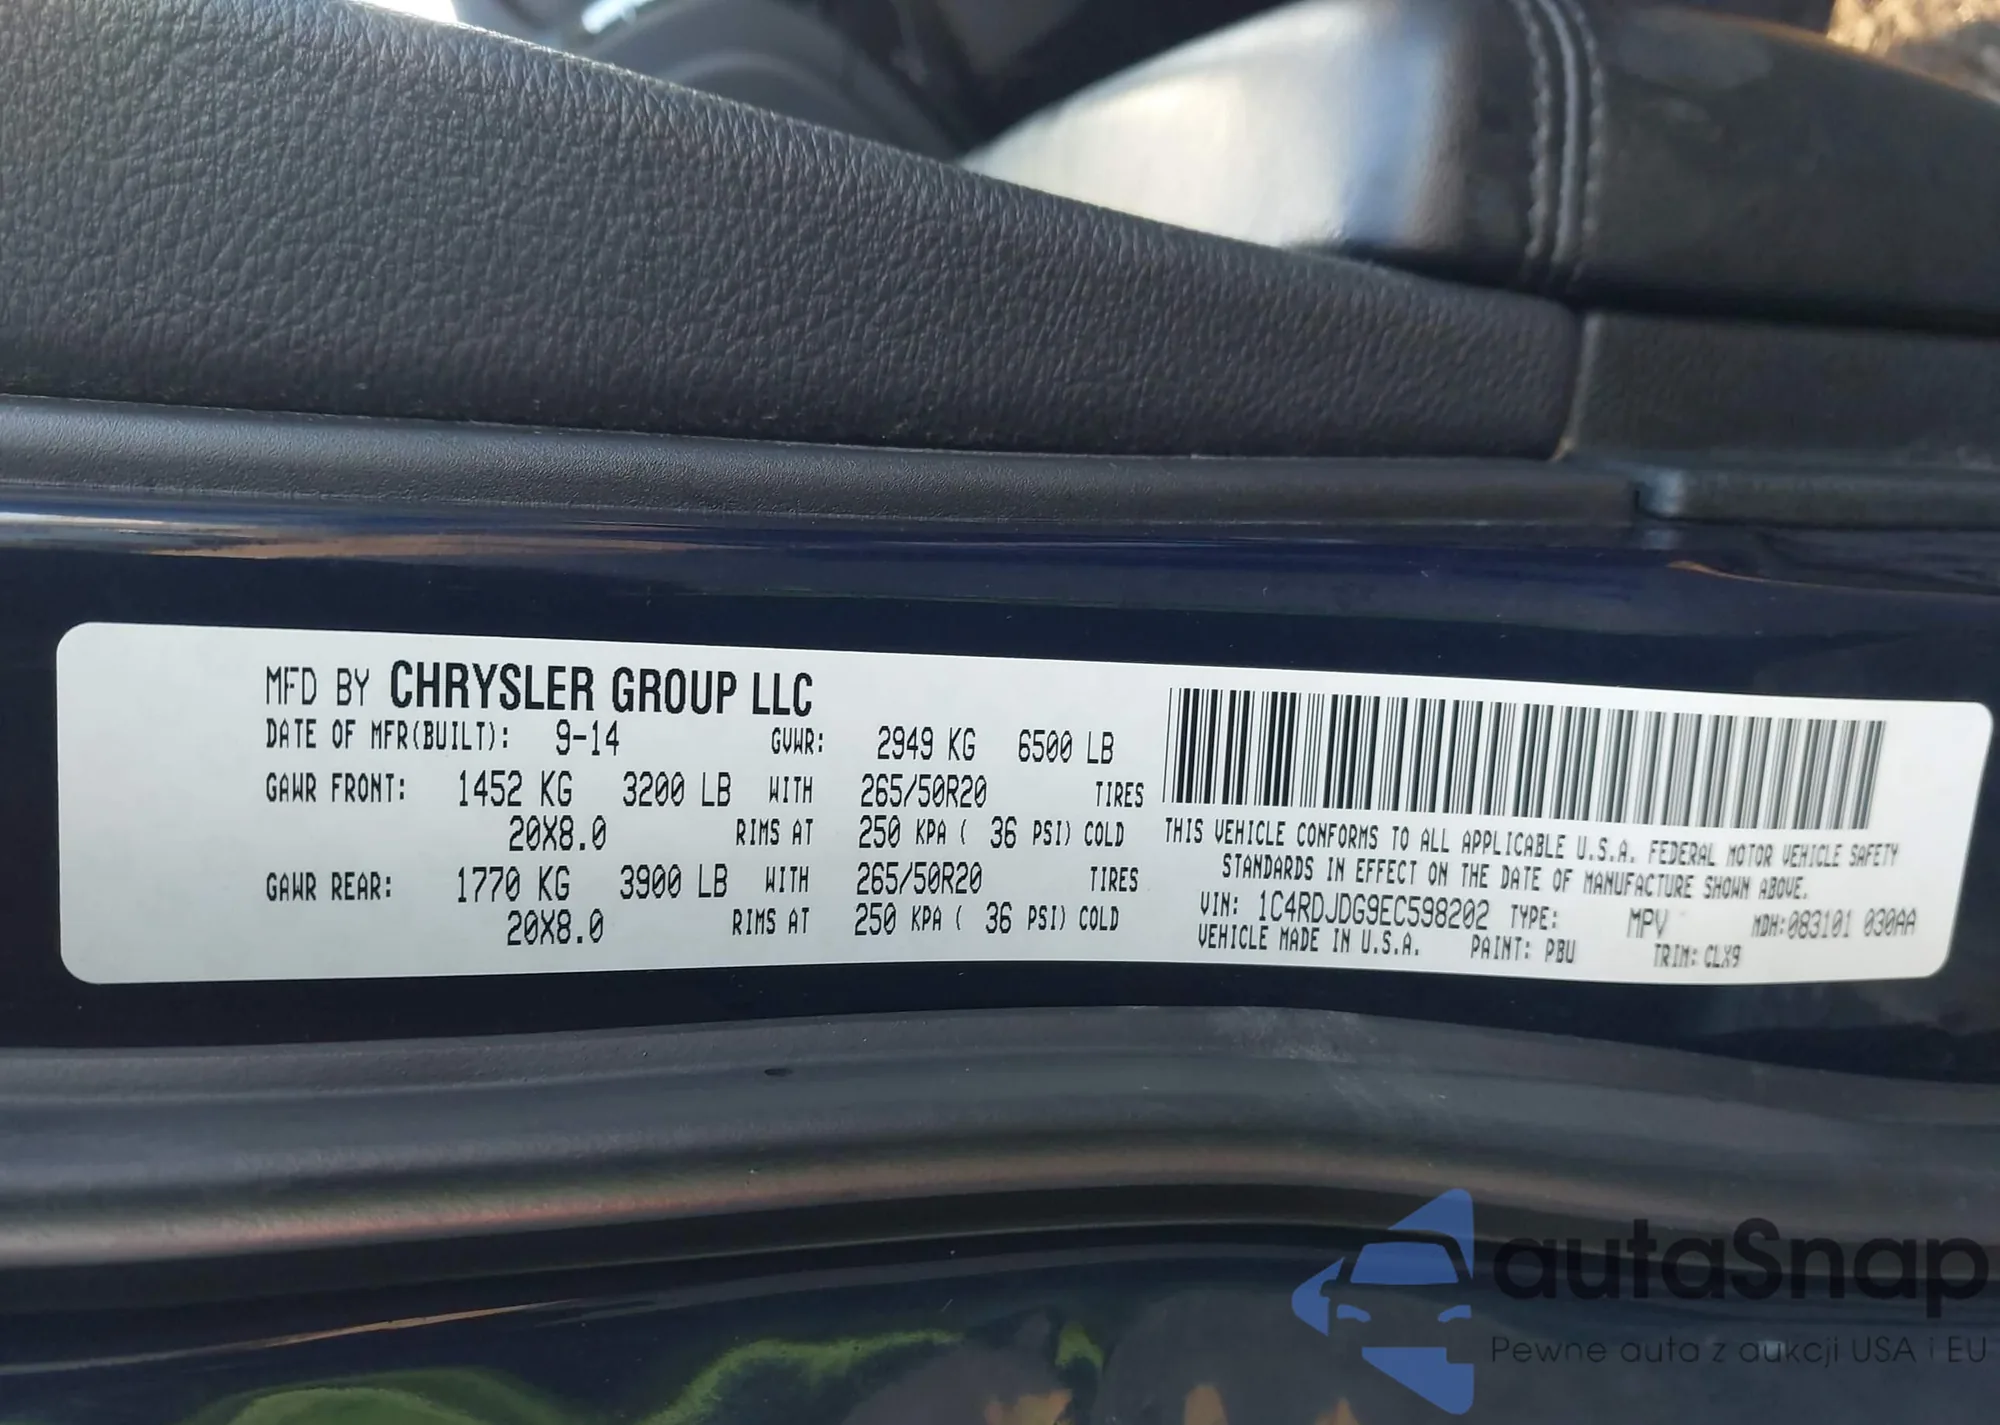 MFD BY CHRYSLER GROUP LLC
DATE OF MFR(BUILT): 9-14 GVWR: 2949 KG 6500 LB
GAWR FRONT: 1452 KG 3200 LB WITH 265/50R20 TIRES
20X8.0 RIMS AT 250 KPA ( 36 PSI) COLD
GAWR REAR: 1770 KG 3900 LB WITH 265/50R20 TIRES
20X8.0 RIMS AT 250 KPA ( 36 PSI) COLD
THIS VEHICLE CONFORMS TO ALL APPLICABLE U.S.A. FEDERAL MOTOR VEHICLE SAFETY
STANDARDS IN EFFECT ON THE DATE OF MANUFACTURE SHOWN ABOVE.
VIN: 1C4RDJDG9EC598202 TYPE: MPV MDH:083101 030AA
VEHICLE MADE IN U.S.A. PAINT: PBU TRIM: CLX9
autaSnap
Pewne auta z aukcji USA i EU